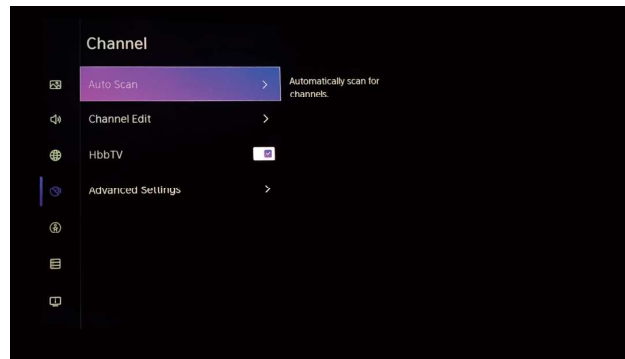 Channel
Auto Scan
Automatically scan for
channels.
Channel Edit
HbbTV
Advanced Settings